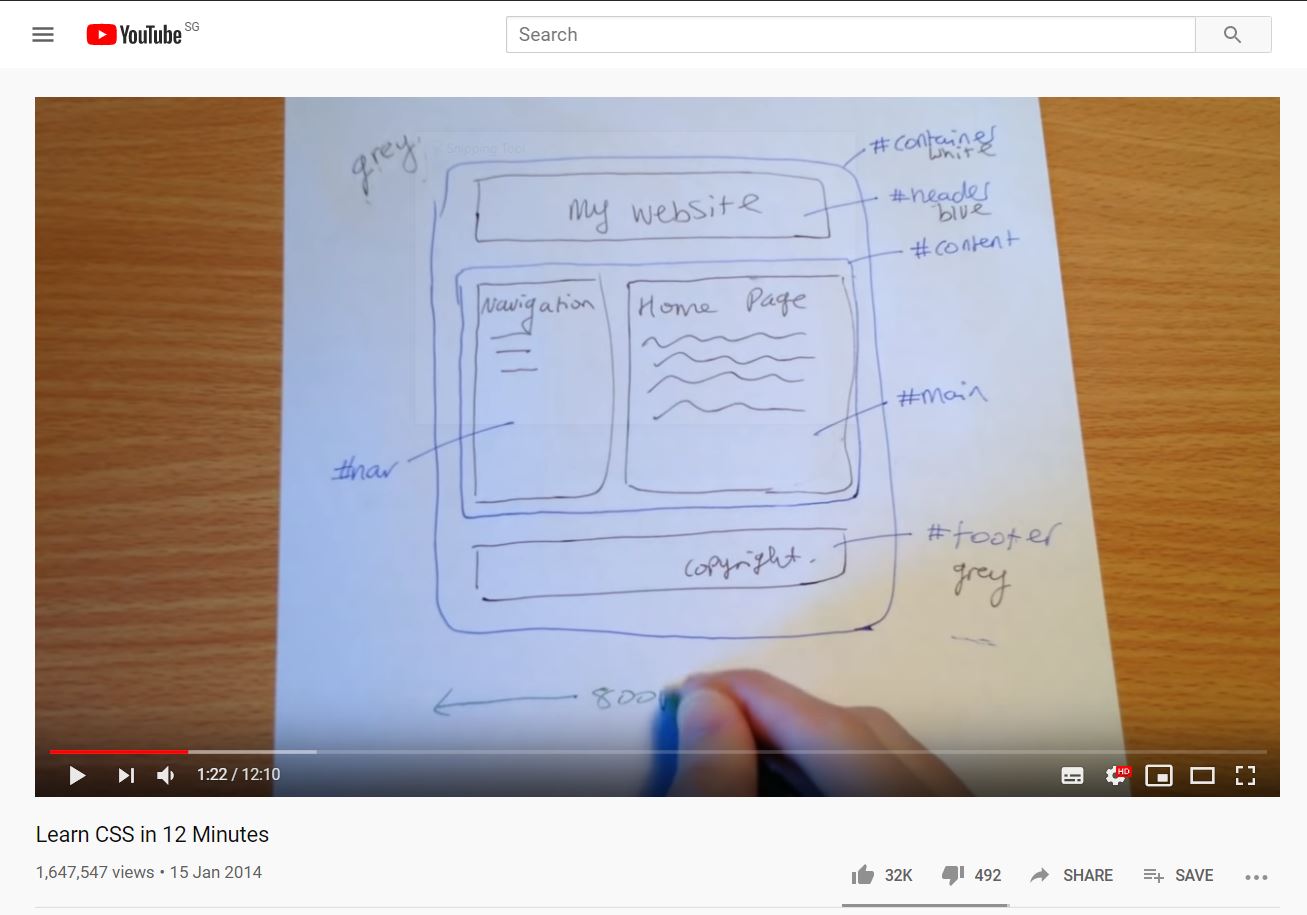 YouTube SG
Search
grey
Snipping Tool
#container
white
My website
#header
blue
#content
Navigation
Home Page
#main
#nav
#footer
copyright.
grey
800
1:22 / 12:10
HD
Learn CSS in 12 Minutes
1,647,547 views • 15 Jan 2014
32K
492
SHARE
SAVE